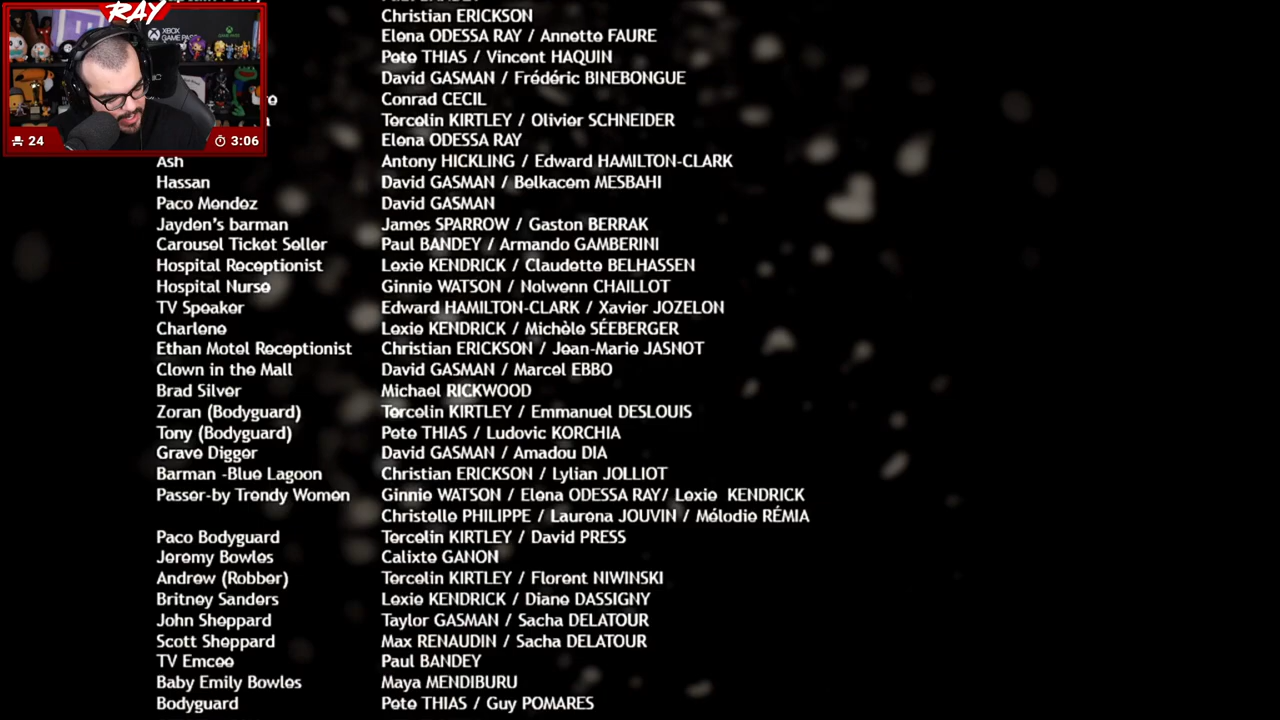 RAY
XBOX
GAME PASS
24
3:06
Christian ERICKSON
Elena ODESSA RAY / Annette FAURE
Pete THIAS / Vincent HAQUIN
David GASMAN / Frédéric BINEBONGUE
Conrad CECIL
Tercelin KIRTLEY / Olivier SCHNEIDER
Elena ODESSA RAY
Ash Antony HICKLING / Edward HAMILTON-CLARK
Hassan David GASMAN / Belkacem MESBAHI
Paco Mendez David GASMAN
Jayden's barman James SPARROW / Gaston BERRAK
Carousel Ticket Seller Paul BANDEY / Armando GAMBERINI
Hospital Receptionist Lexie KENDRICK / Claudette BELHASSEN
Hospital Nurse Ginnie WATSON / Nolwenn CHAILLOT
TV Speaker Edward HAMILTON-CLARK / Xavier JOZELON
Charlene Lexie KENDRICK / Michèle SÉEBERGER
Ethan Motel Receptionist Christian ERICKSON / Jean-Marie JASNOT
Clown in the Mall David GASMAN / Marcel EBBO
Brad Silver Michael RICKWOOD
Zoran (Bodyguard) Tercelin KIRTLEY / Emmanuel DESLOUIS
Tony (Bodyguard) Pete THIAS / Ludovic KORCHIA
Grave Digger David GASMAN / Amadou DIA
Barman -Blue Lagoon Christian ERICKSON / Lylian JOLLIOT
Passer-by Trendy Women Ginnie WATSON / Elena ODESSA RAY/ Lexie KENDRICK
Christelle PHILIPPE / Laurena JOUVIN / Mélodie RÉMIA
Paco Bodyguard Tercelin KIRTLEY / David PRESS
Jeremy Bowles Calixte GANON
Andrew (Robber) Tercelin KIRTLEY / Florent NIWINSKI
Britney Sanders Lexie KENDRICK / Diane DASSIGNY
John Sheppard Taylor GASMAN / Sacha DELATOUR
Scott Sheppard Max RENAUDIN / Sacha DELATOUR
TV Emcee Paul BANDEY
Baby Emily Bowles Maya MENDIBURU
Bodyguard Pete THIAS / Guy POMARES